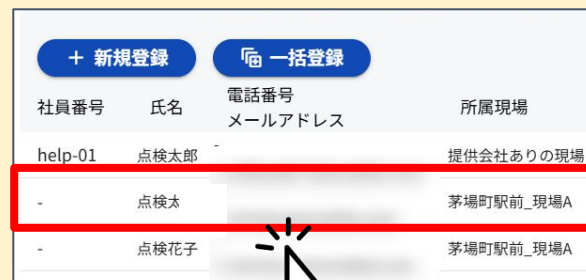 + 新規登録 一括登録
社員番号 氏名 電話番号 メールアドレス 所属現場
help-01 点検太郎 - 提供会社ありの現場
- 点検太 茅場町駅前_現場A
- 点検花子 茅場町駅前_現場A